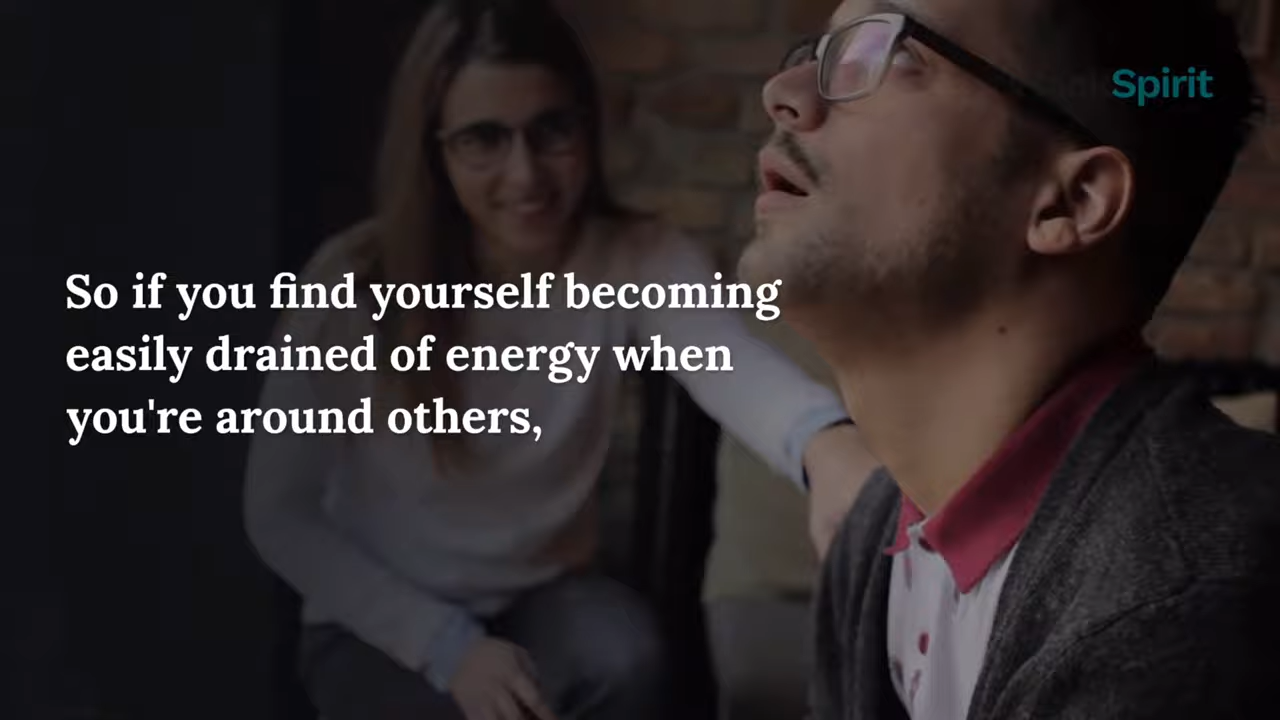 Spirit
So if you find yourself becoming
easily drained of energy when
you're around others,